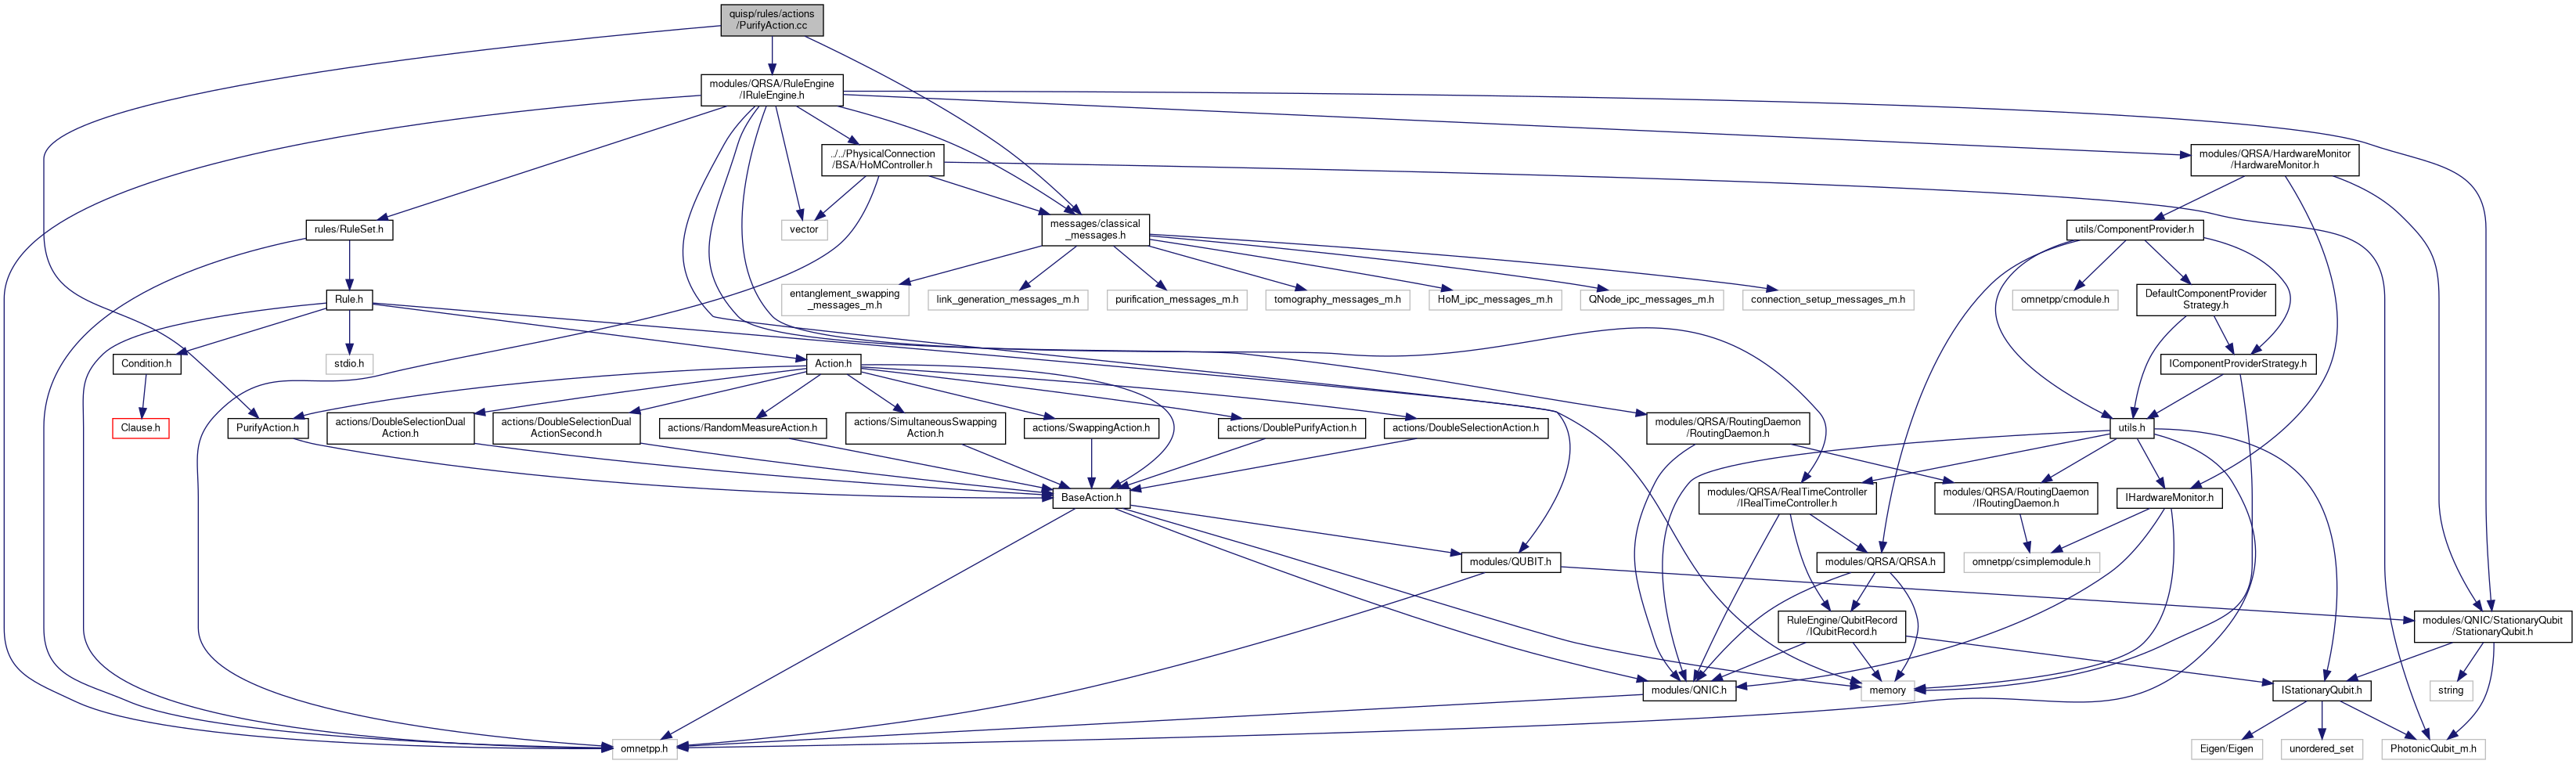 quisp/rules/actions
/PurifyAction.cc
modules/QRSA/RuleEngine
/IRuleEngine.h
../../PhysicalConnection
/BSA/HoMController.h
modules/QRSA/HardwareMonitor
/HardwareMonitor.h
rules/RuleSet.h
vector
messages/classical
_messages.h
utils/ComponentProvider.h
Rule.h
entanglement_swapping
_messages_m.h
link_generation_messages_m.h
purification_messages_m.h
tomography_messages_m.h
HoM_ipc_messages_m.h
QNode_ipc_messages_m.h
connection_setup_messages_m.h
omnetpp/cmodule.h
DefaultComponentProvider
Strategy.h
Condition.h
stdio.h
Action.h
IComponentProviderStrategy.h
Clause.h
PurifyAction.h
actions/DoubleSelectionDual
Action.h
actions/DoubleSelectionDual
ActionSecond.h
actions/RandomMeasureAction.h
actions/SimultaneousSwapping
Action.h
actions/SwappingAction.h
actions/DoublePurifyAction.h
actions/DoubleSelectionAction.h
modules/QRSA/RoutingDaemon
/RoutingDaemon.h
utils.h
BaseAction.h
modules/QRSA/RealTimeController
/IRealTimeController.h
modules/QRSA/RoutingDaemon
/IRoutingDaemon.h
IHardwareMonitor.h
modules/QUBIT.h
modules/QRSA/QRSA.h
omnetpp/csimplemodule.h
RuleEngine/QubitRecord
/IQubitRecord.h
modules/QNIC/StationaryQubit
/StationaryQubit.h
modules/QNIC.h
memory
IStationaryQubit.h
string
omnetpp.h
Eigen/Eigen
unordered_set
PhotonicQubit_m.h